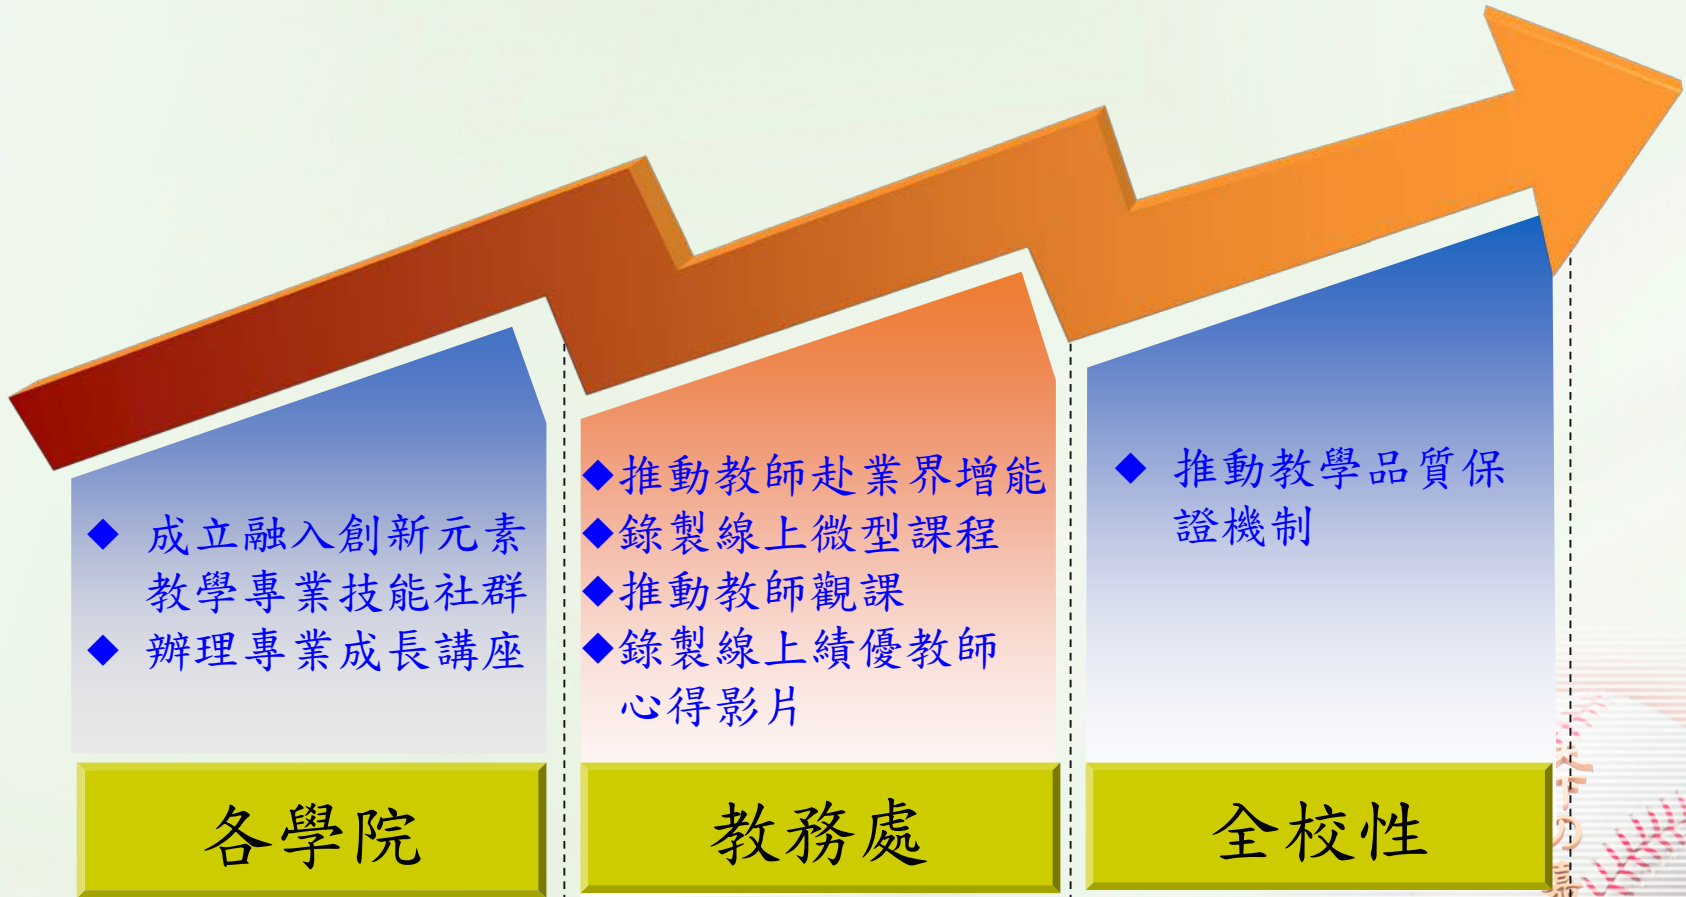 ◆ 成立融入創新元素
教學專業技能社群
◆ 辦理專業成長講座
各學院
◆推動教師赴業界增能
◆錄製線上微型課程
◆推動教師觀課
◆錄製線上績優教師
心得影片
教務處
◆ 推動教學品質保
證機制
全校性